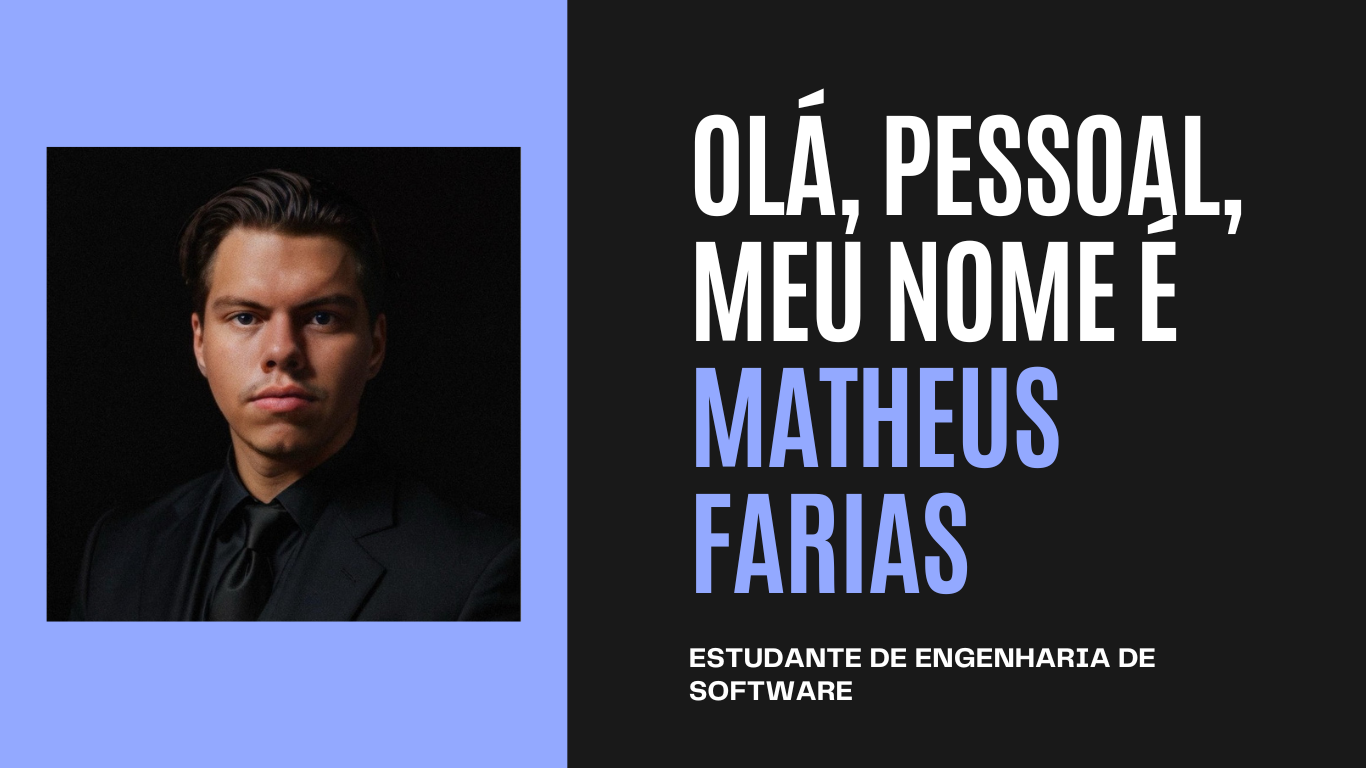 OLÁ, PESSOAL,
MEU NOME É
MATHEUS
FARIAS
ESTUDANTE DE ENGENHARIA DE
SOFTWARE